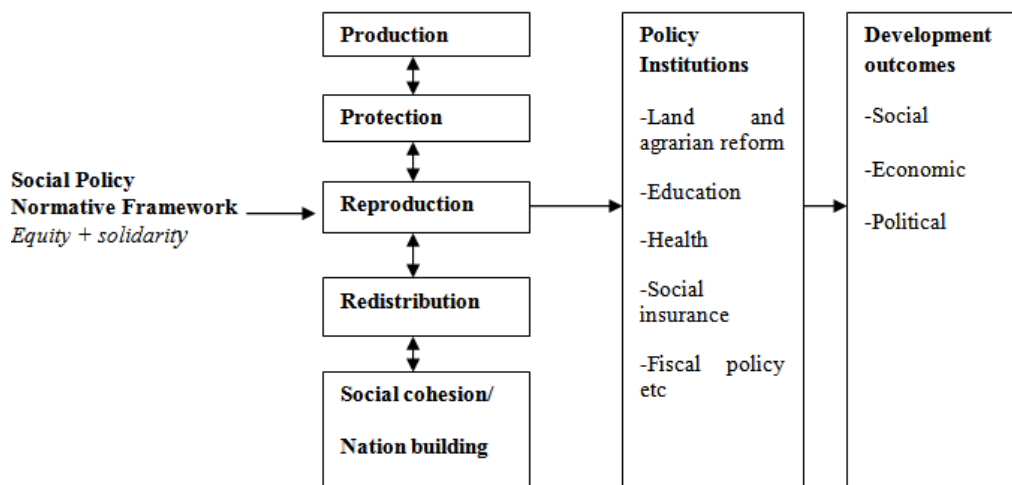 Social Policy
Normative Framework
Equity + solidarity
Production
Protection
Reproduction
Redistribution
Social cohesion/
Nation building
Policy
Institutions
-Land and
agrarian reform
-Education
-Health
-Social
insurance
-Fiscal policy
etc
Development
outcomes
-Social
-Economic
-Political